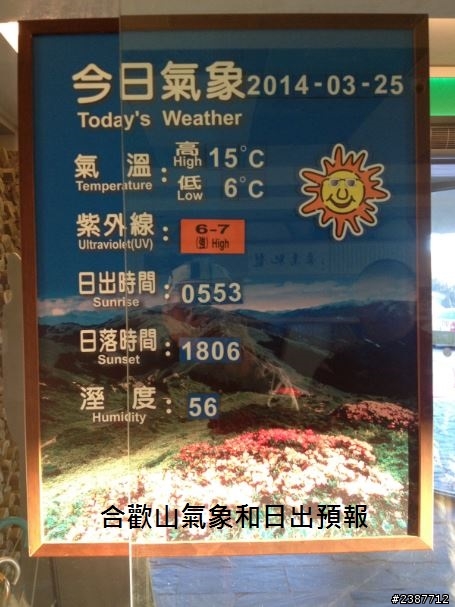 今日氣象 2014-03-25
Today's Weather
氣 溫 : 高 15°C
Temperature High
低 6°C
Low
紫外線 : 6-7
Ultraviolet(UV) 強 High
日出時間 : 0553
Sunrise
日落時間 : 1806
Sunset
溼 度 : 56
Humidity
合歡山氣象和日出預報
#2387712